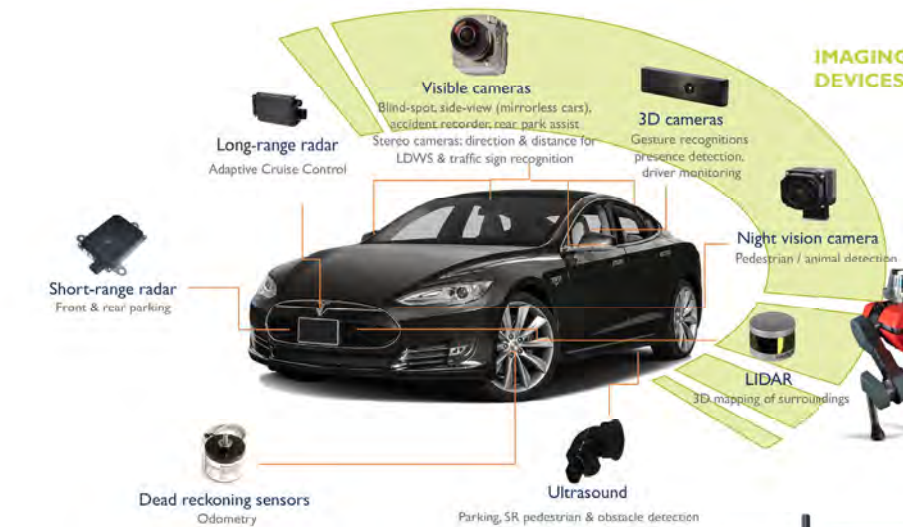 IMAGING
DEVICES
Visible cameras
Blind-spot, side-view (mirrorless cars),
accident recorder, rear park assist
Stereo cameras: direction & distance for
LDWS & traffic sign recognition
3D cameras
Gesture recognitions
presence detection,
driver monitoring
Long-range radar
Adaptive Cruise Control
Night vision camera
Pedestrian / animal detection
Short-range radar
Front & rear parking
LIDAR
3D mapping of surroundings
Dead reckoning sensors
Odometry
Ultrasound
Parking, SR pedestrian & obstacle detection